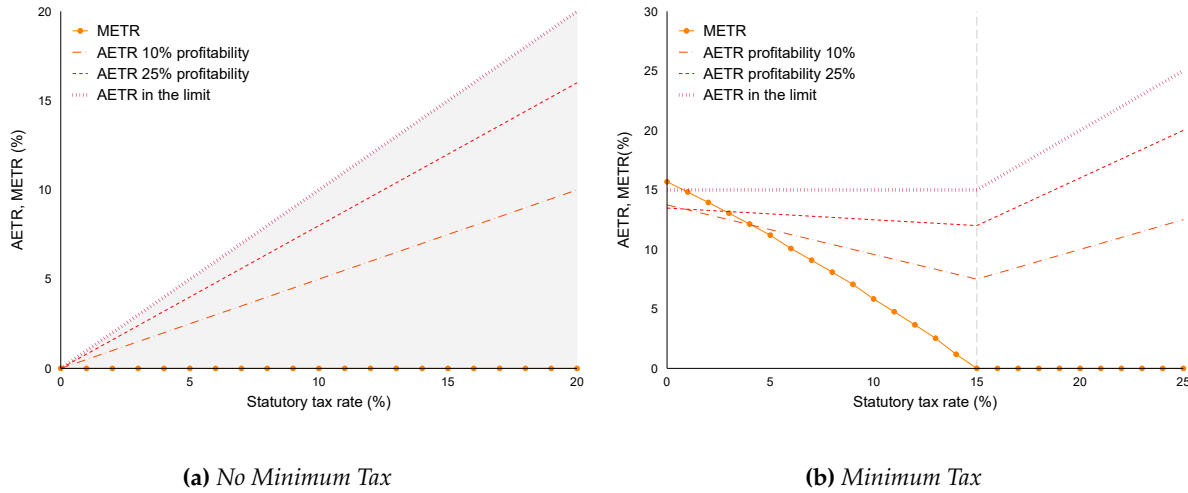 20
15
10
5
0
AETR, METR (%)
METR
AETR 10% profitability
AETR 25% profitability
AETR in the limit
0
5
10
15
20
Statutory tax rate (%)
(a) No Minimum Tax
30
25
20
15
10
5
0
AETR, METR(%)
METR
AETR profitability 10%
AETR profitability 25%
AETR in the limit
0
5
10
15
20
25
Statutory tax rate (%)
(b) Minimum Tax